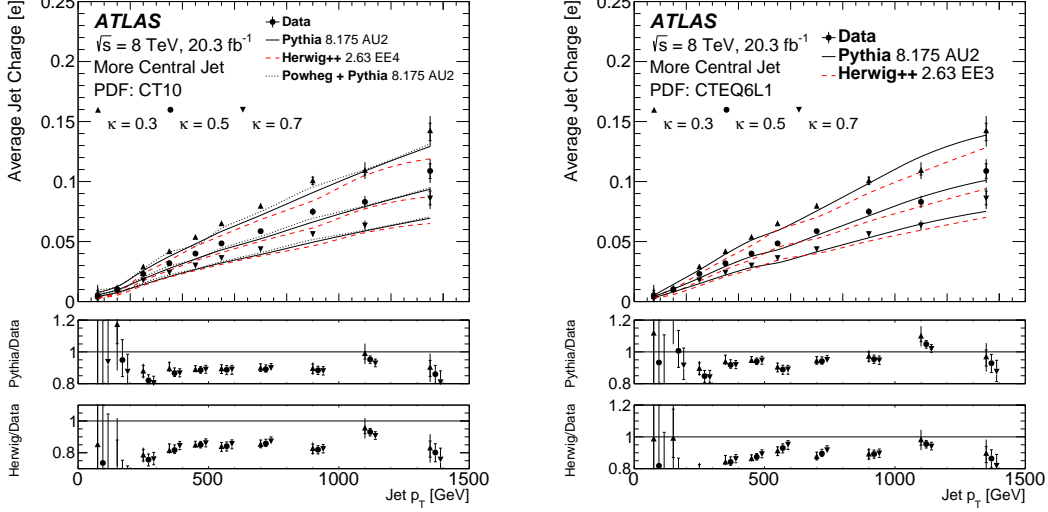 ATLAS
√s = 8 TeV, 20.3 fb-1
More Central Jet
PDF: CT10
Data
Pythia 8.175 AU2
Herwig++ 2.63 EE4
Powheg + Pythia 8.175 AU2
κ = 0.3 κ = 0.5 κ = 0.7
Average Jet Charge [e]
0.25
0.2
0.15
0.1
0.05
0
Pythia/Data
1.2
1
0.8
Herwig/Data
1
0.8
0 500 1000 1500
Jet pT [GeV]
ATLAS
√s = 8 TeV, 20.3 fb-1
More Central Jet
PDF: CTEQ6L1
Data
Pythia 8.175 AU2
Herwig++ 2.63 EE3
κ = 0.3 κ = 0.5 κ = 0.7
Average Jet Charge [e]
0.25
0.2
0.15
0.1
0.05
0
Pythia/Data
1.2
1
0.8
Herwig/Data
1.2
1
0.8
0 500 1000 1500
Jet pT [GeV]